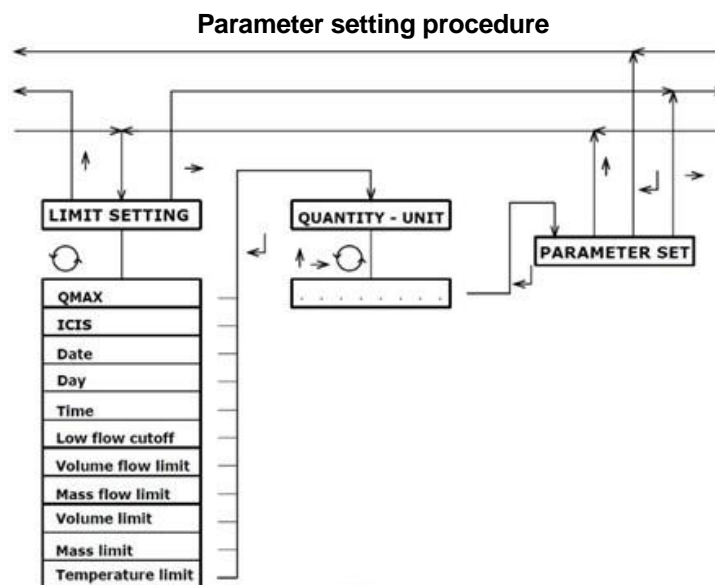 Parameter setting procedure
LIMIT SETTING
QUANTITY - UNIT
PARAMETER SET
. . . . . . . .
QMAX
ICIS
Date
Day
Time
Low flow cutoff
Volume flow limit
Mass flow limit
Volume limit
Mass limit
Temperature limit